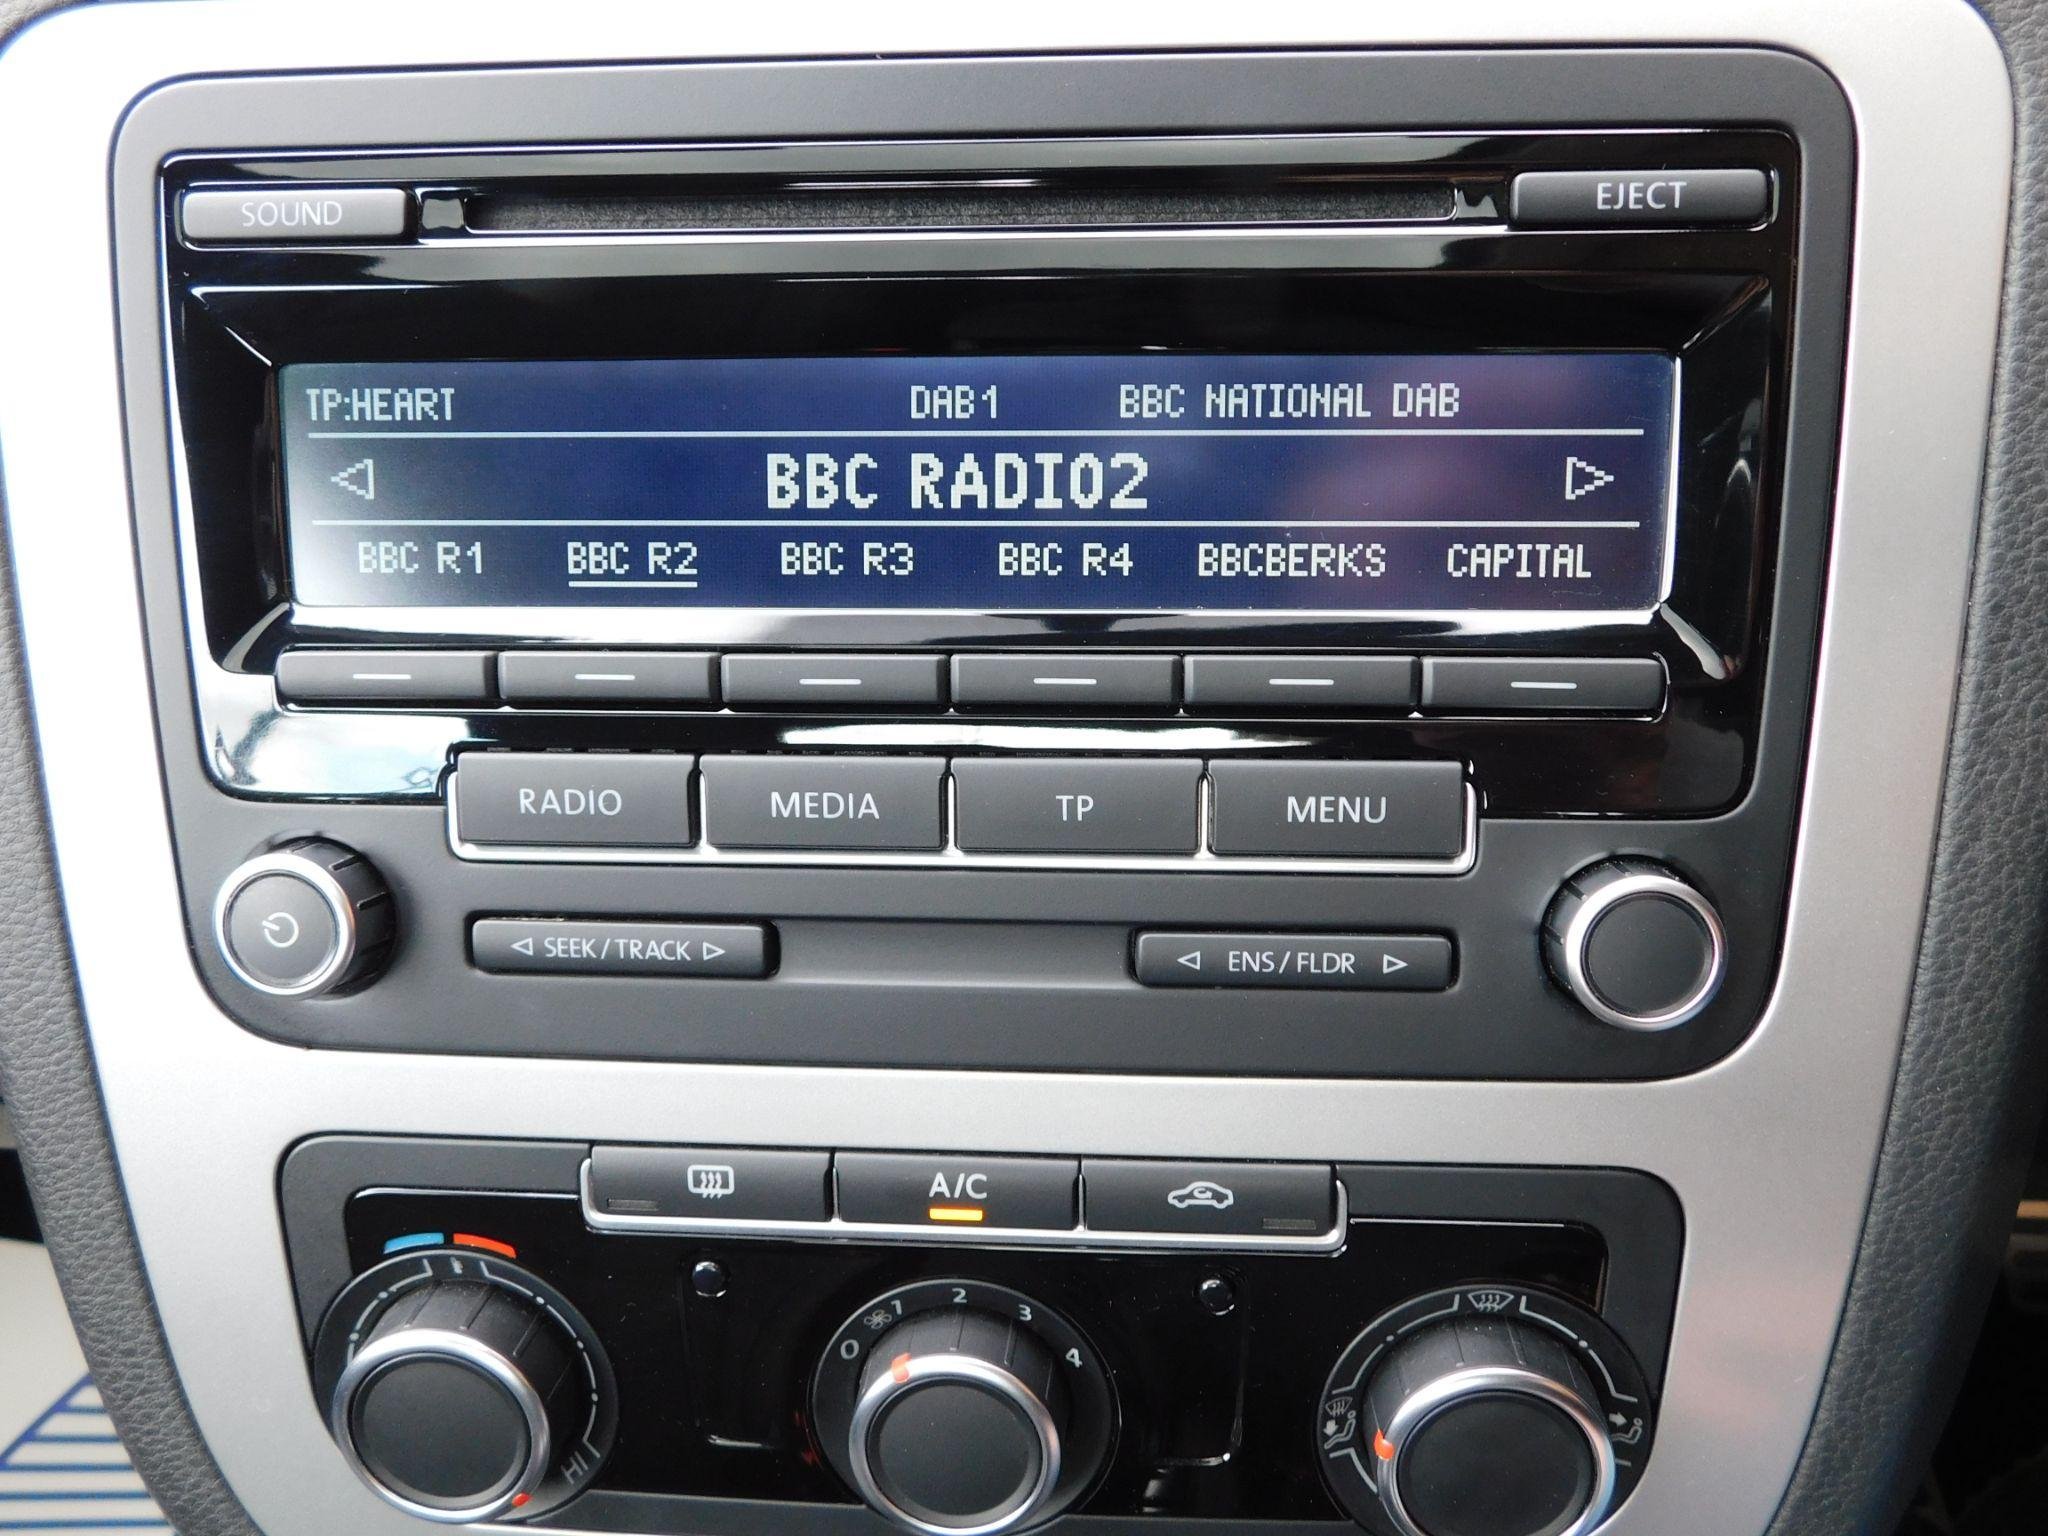 SOUND
EJECT
TP:HEART DAB1 BBC NATIONAL DAB
BBC RADIO2
BBC R1 BBC R2 BBC R3 BBC R4 BBCBERKS CAPITAL
RADIO MEDIA TP MENU
SEEK/TRACK
ENS/FLDR
A/C
0 1 2 3 4
HI